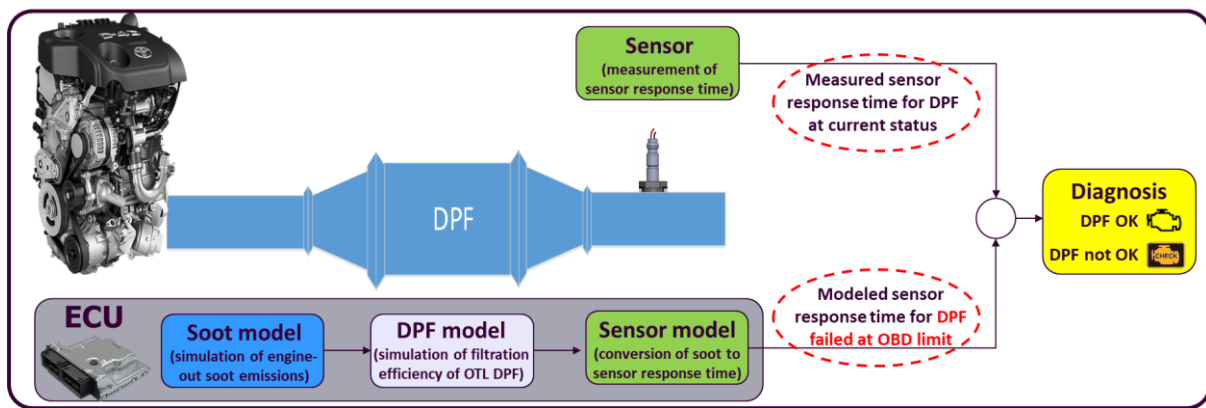 Sensor
(measurement of
sensor response time)
Measured sensor
response time for DPF
at current status
DPF
Diagnosis
DPF OK
DPF not OK
CHECK
ECU
Soot model
(simulation of engine-
out soot emissions)
DPF model
(simulation of filtration
efficiency of OTL DPF)
Sensor model
(conversion of soot to
sensor response time)
Modeled sensor
response time for DPF
failed at OBD limit